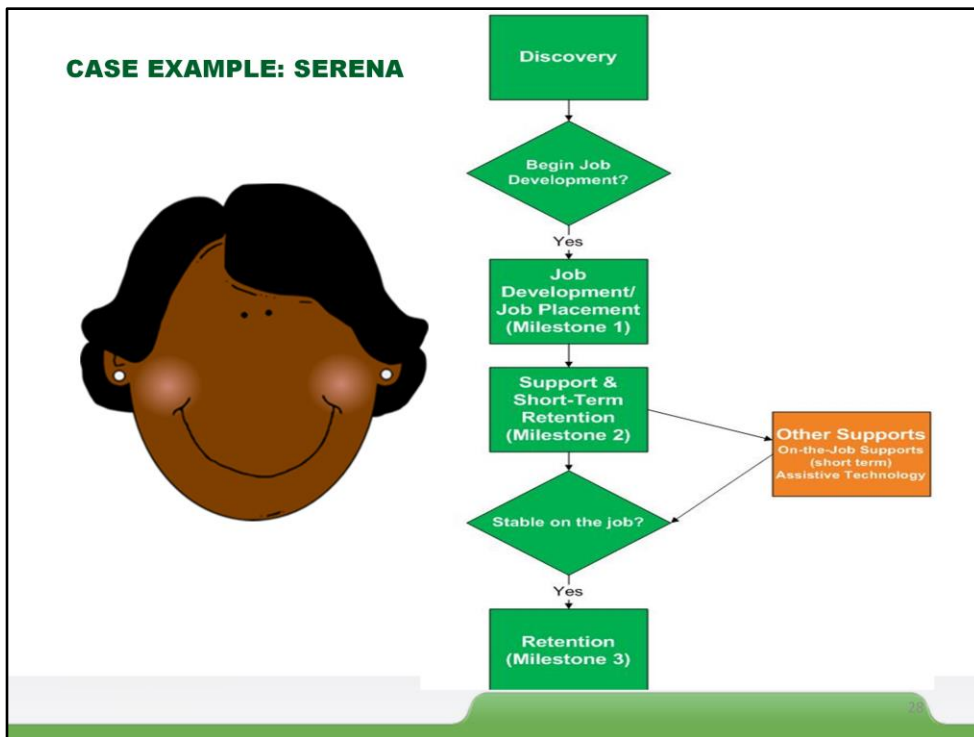 CASE EXAMPLE: SERENA
Discovery
Begin Job
Development?
Yes
Job
Development/
Job Placement
(Milestone 1)
Support &
Short-Term
Retention
(Milestone 2)
Other Supports
On-the-Job Supports
(short term)
Assistive Technology
Stable on the job?
Yes
Retention
(Milestone 3)
28